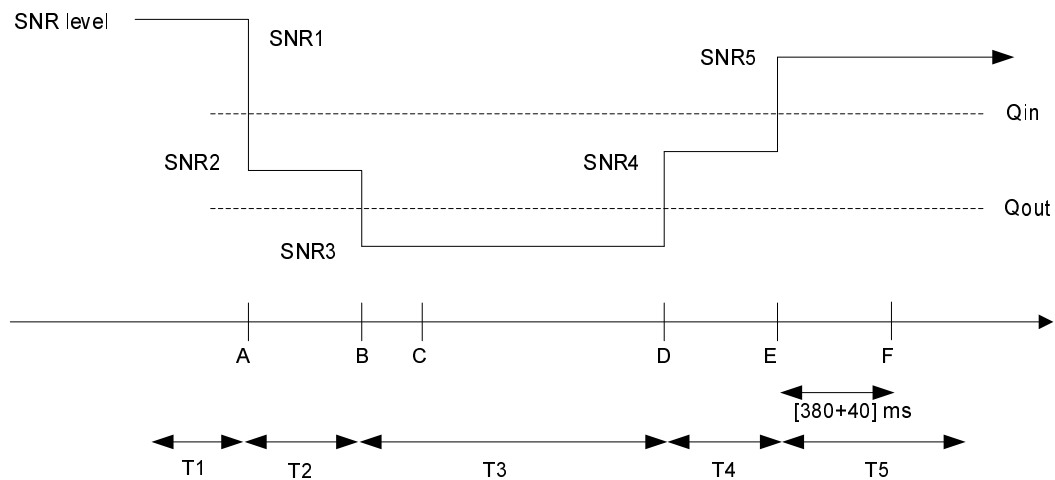 SNR level
SNR1
SNR5
Qin
SNR2
SNR4
Qout
SNR3
A
B
C
D
E
F
[380+40] ms
T1
T2
T3
T4
T5